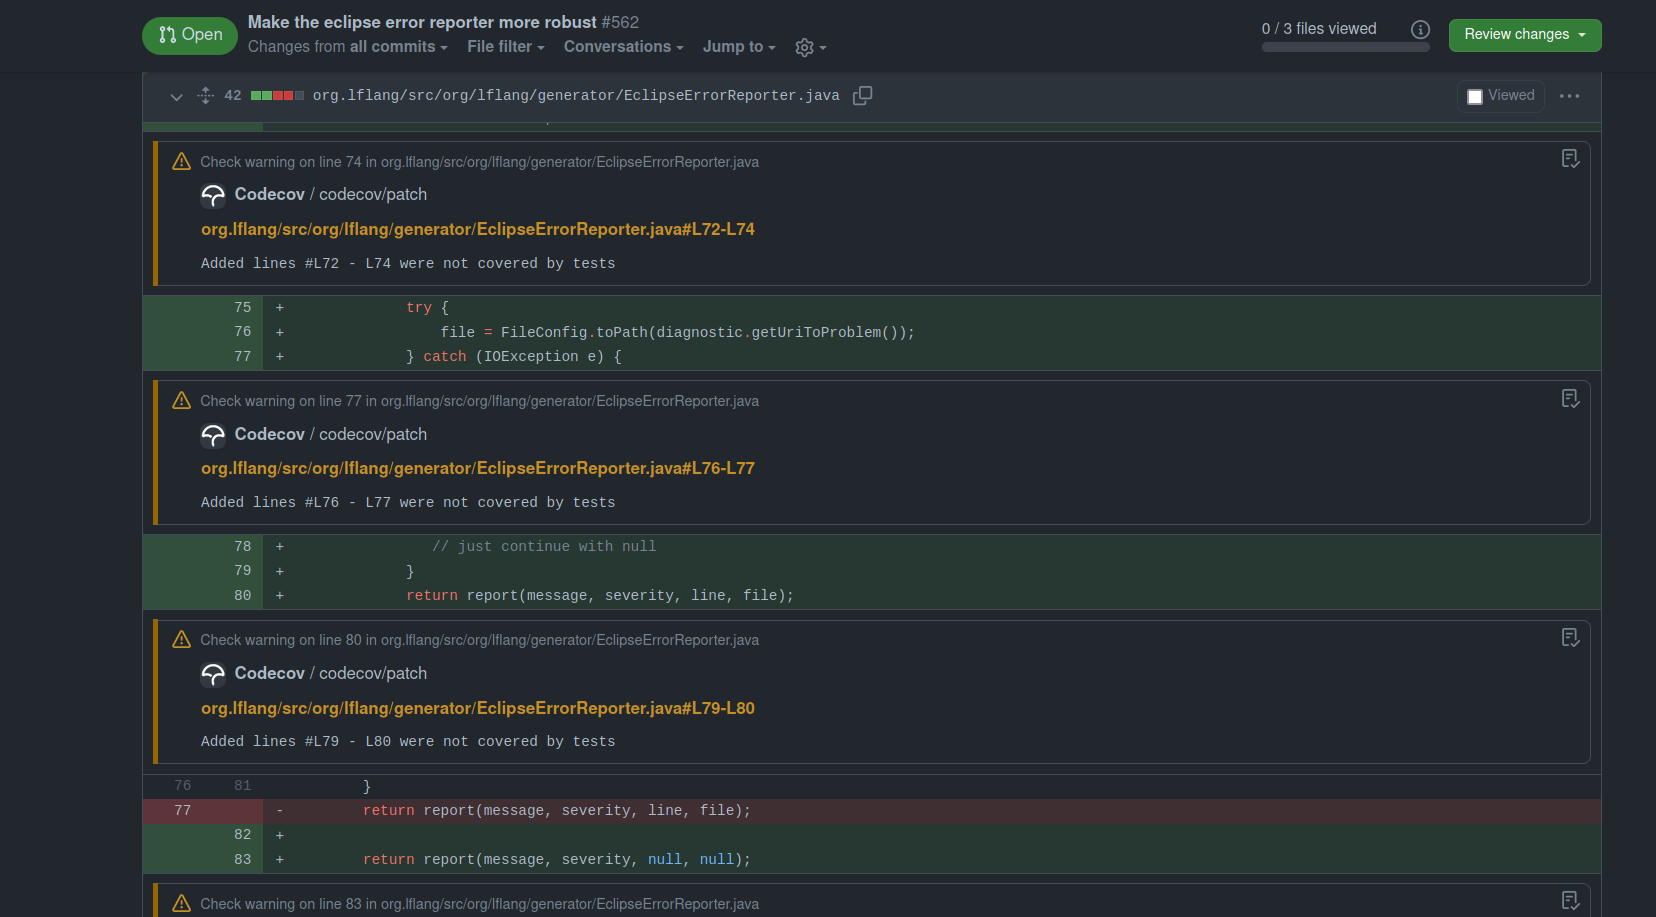 Open
Make the eclipse error reporter more robust #562
Changes from all commits File filter Conversations Jump to
0 / 3 files viewed
Review changes
42 org.lflang/src/org/lflang/generator/EclipseErrorReporter.java
Viewed
Check warning on line 74 in org.lflang/src/org/lflang/generator/EclipseErrorReporter.java
Codecov / codecov/patch
org.lflang/src/org/lflang/generator/EclipseErrorReporter.java#L72-L74
Added lines #L72 - L74 were not covered by tests
75 + try {
76 + file = FileConfig.toPath(diagnostic.getUriToProblem());
77 + } catch (IOException e) {
Check warning on line 77 in org.lflang/src/org/lflang/generator/EclipseErrorReporter.java
Codecov / codecov/patch
org.lflang/src/org/lflang/generator/EclipseErrorReporter.java#L76-L77
Added lines #L76 - L77 were not covered by tests
78 + // just continue with null
79 + }
80 + return report(message, severity, line, file);
Check warning on line 80 in org.lflang/src/org/lflang/generator/EclipseErrorReporter.java
Codecov / codecov/patch
org.lflang/src/org/lflang/generator/EclipseErrorReporter.java#L79-L80
Added lines #L79 - L80 were not covered by tests
76 81 }
77 - return report(message, severity, line, file);
82 +
83 + return report(message, severity, null, null);
Check warning on line 83 in org.lflang/src/org/lflang/generator/EclipseErrorReporter.java